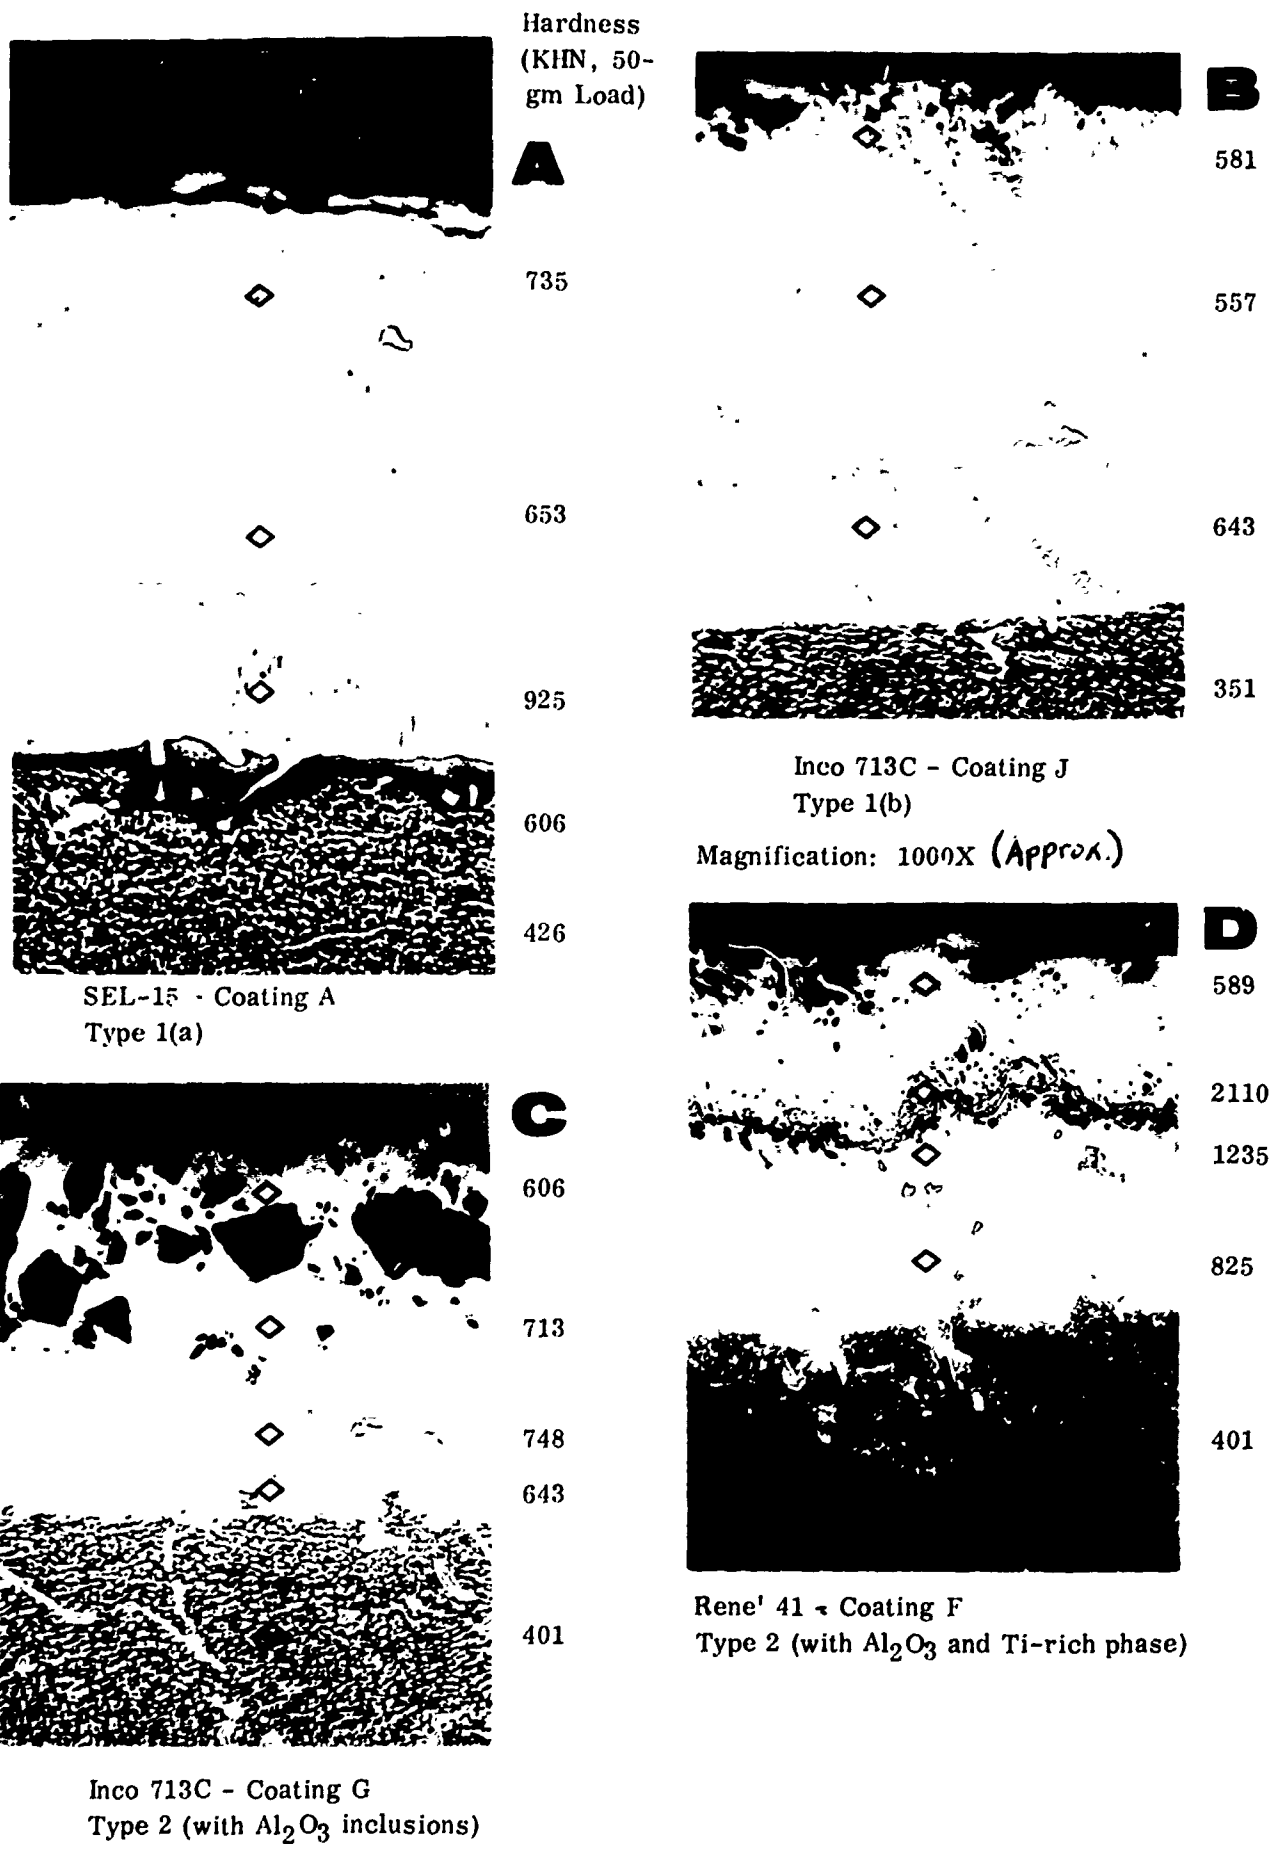 Hardness
(KHN, 50-
gm Load)
A
735
653
925
606
426
SEL-15 - Coating A
Type 1(a)
B
581
557
643
351
Inco 713C - Coating J
Type 1(b)
Magnification: 1000X (Approx.)
C
606
713
748
643
401
Inco 713C - Coating G
Type 2 (with Al2O3 inclusions)
D
589
2110
1235
825
401
Rene' 41 - Coating F
Type 2 (with Al2O3 and Ti-rich phase)